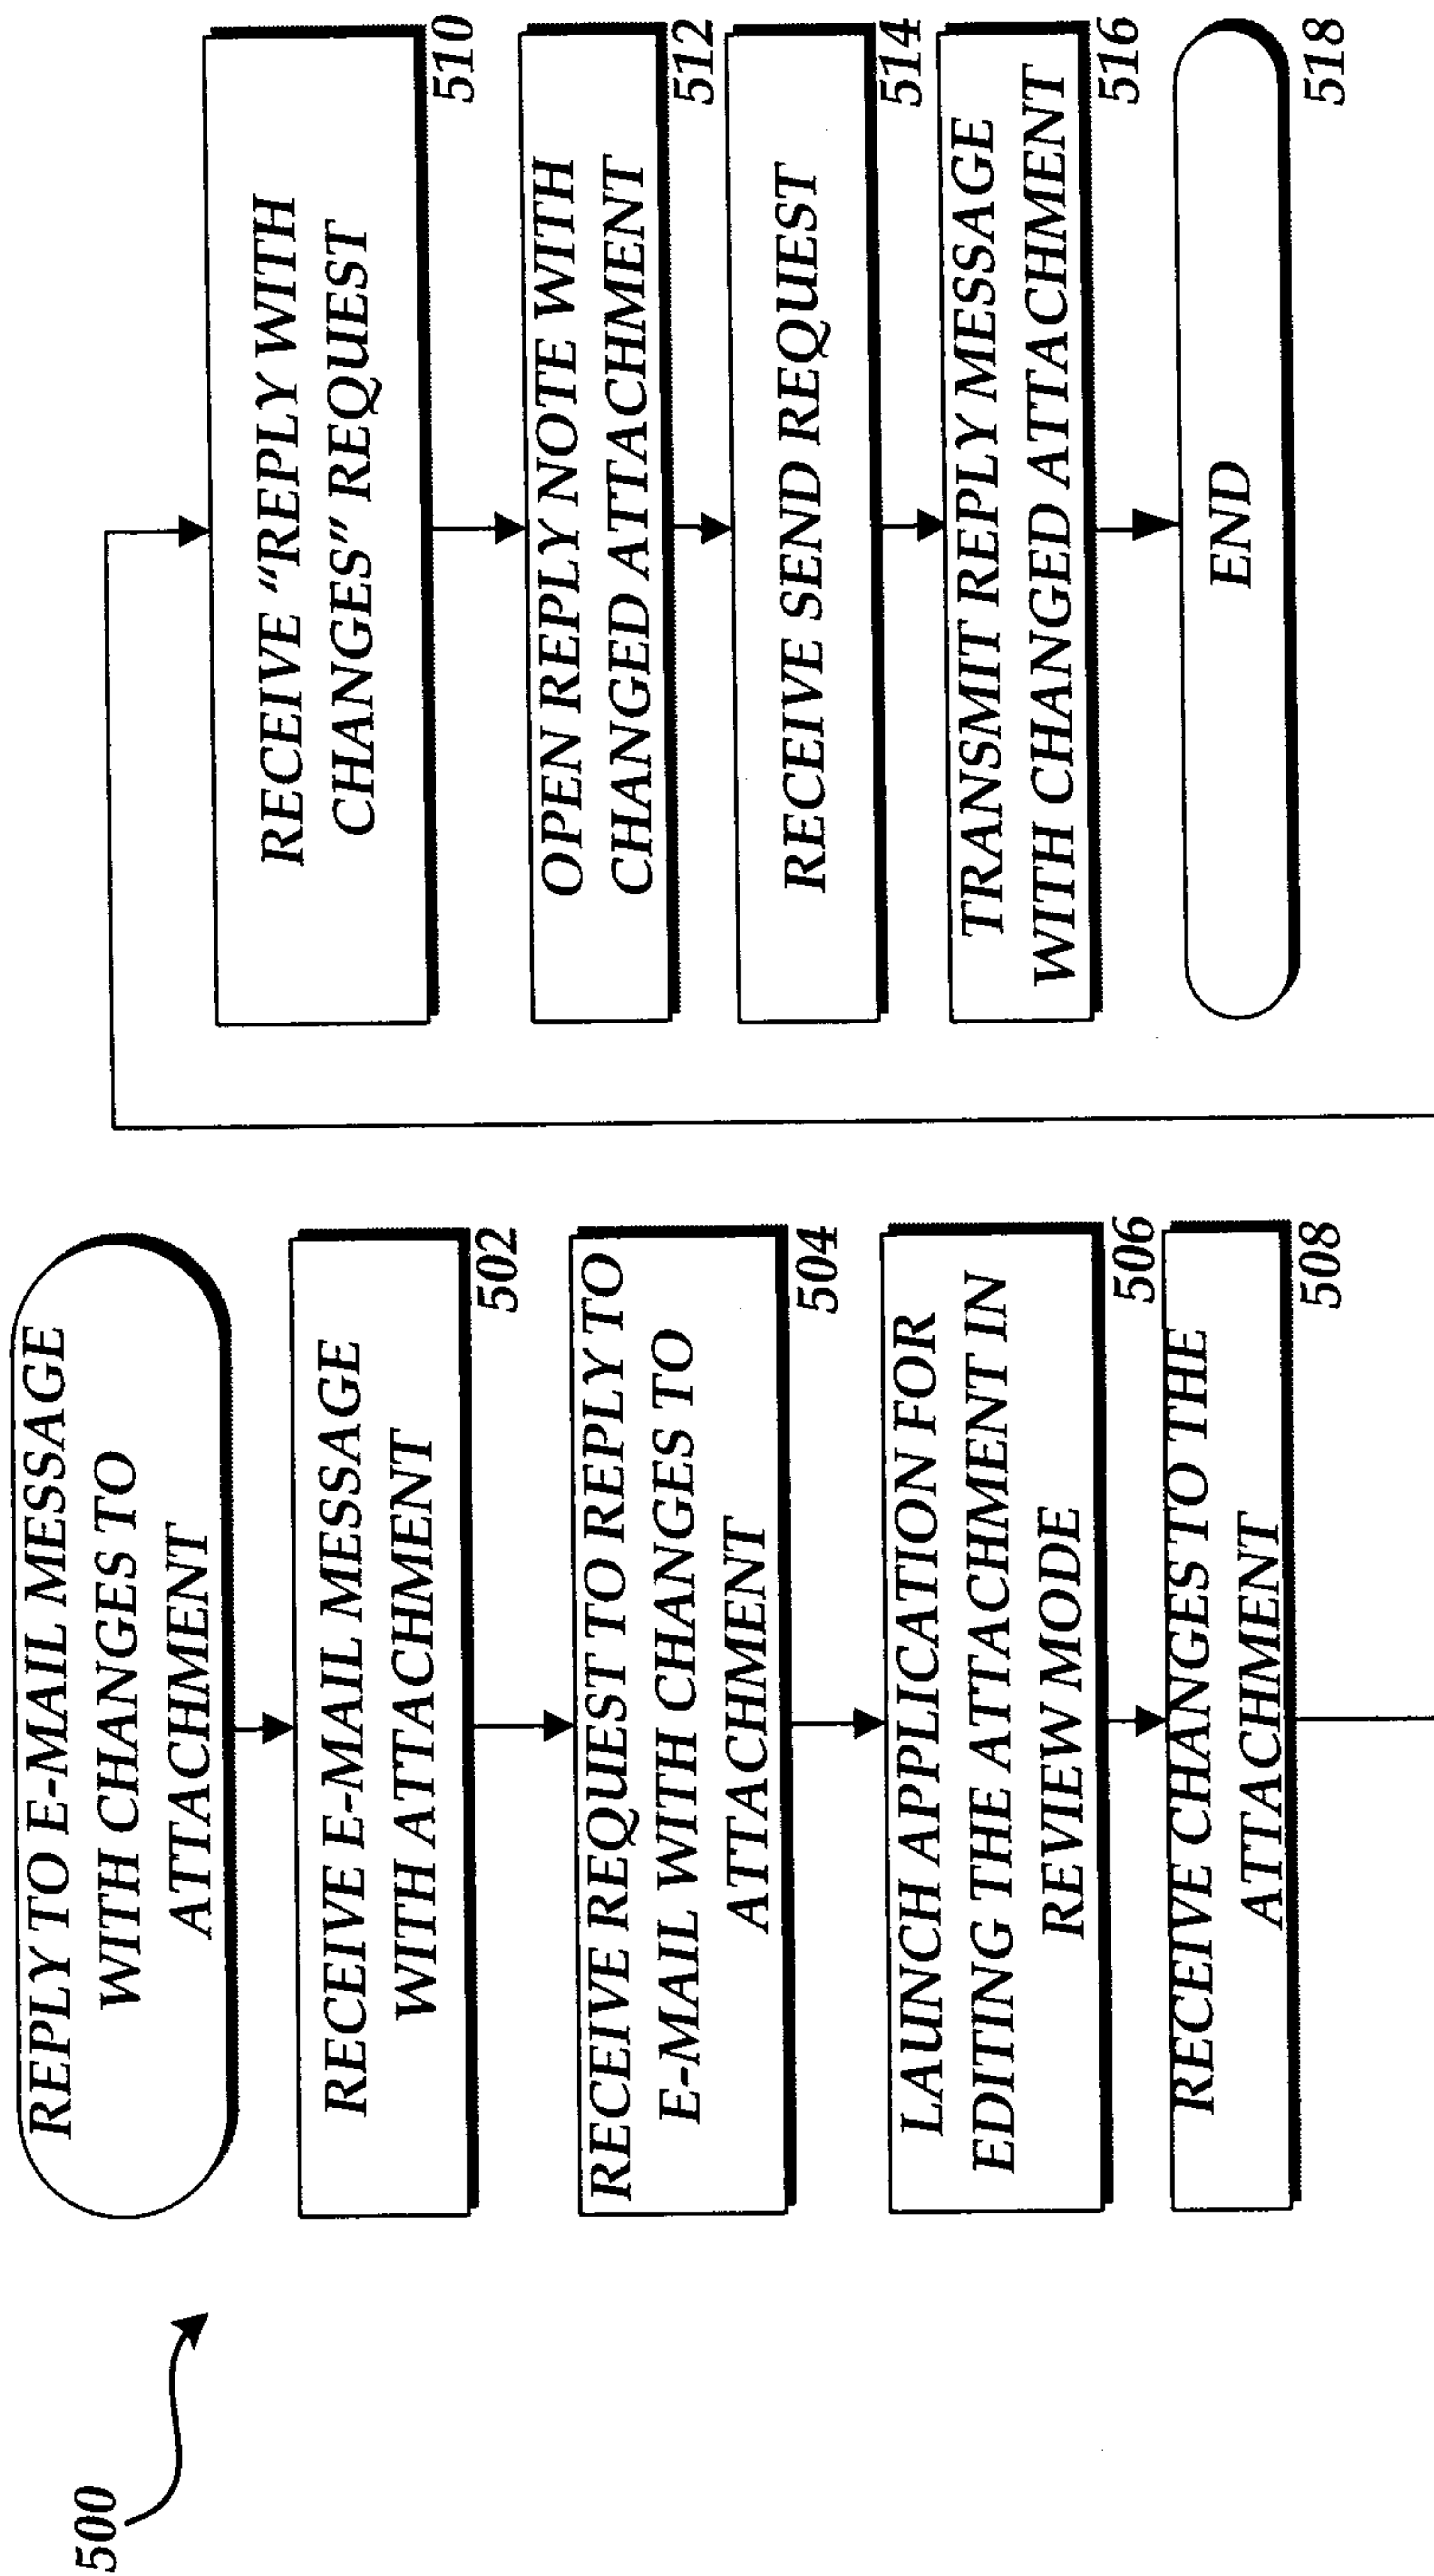 500
REPLY TO E-MAIL MESSAGE
WITH CHANGES TO
ATTACHMENT
RECEIVE E-MAIL MESSAGE
WITH ATTACHMENT
502
RECEIVE REQUEST TO REPLY TO
E-MAIL WITH CHANGES TO
ATTACHMENT
504
LAUNCH APPLICATION FOR
EDITING THE ATTACHMENT IN
REVIEW MODE
506
RECEIVE CHANGES TO THE
ATTACHMENT
508
RECEIVE “REPLY WITH
CHANGES” REQUEST
510
OPEN REPLY NOTE WITH
CHANGED ATTACHMENT
512
RECEIVE SEND REQUEST
514
TRANSMIT REPLY MESSAGE
WITH CHANGED ATTACHMENT
516
END
518